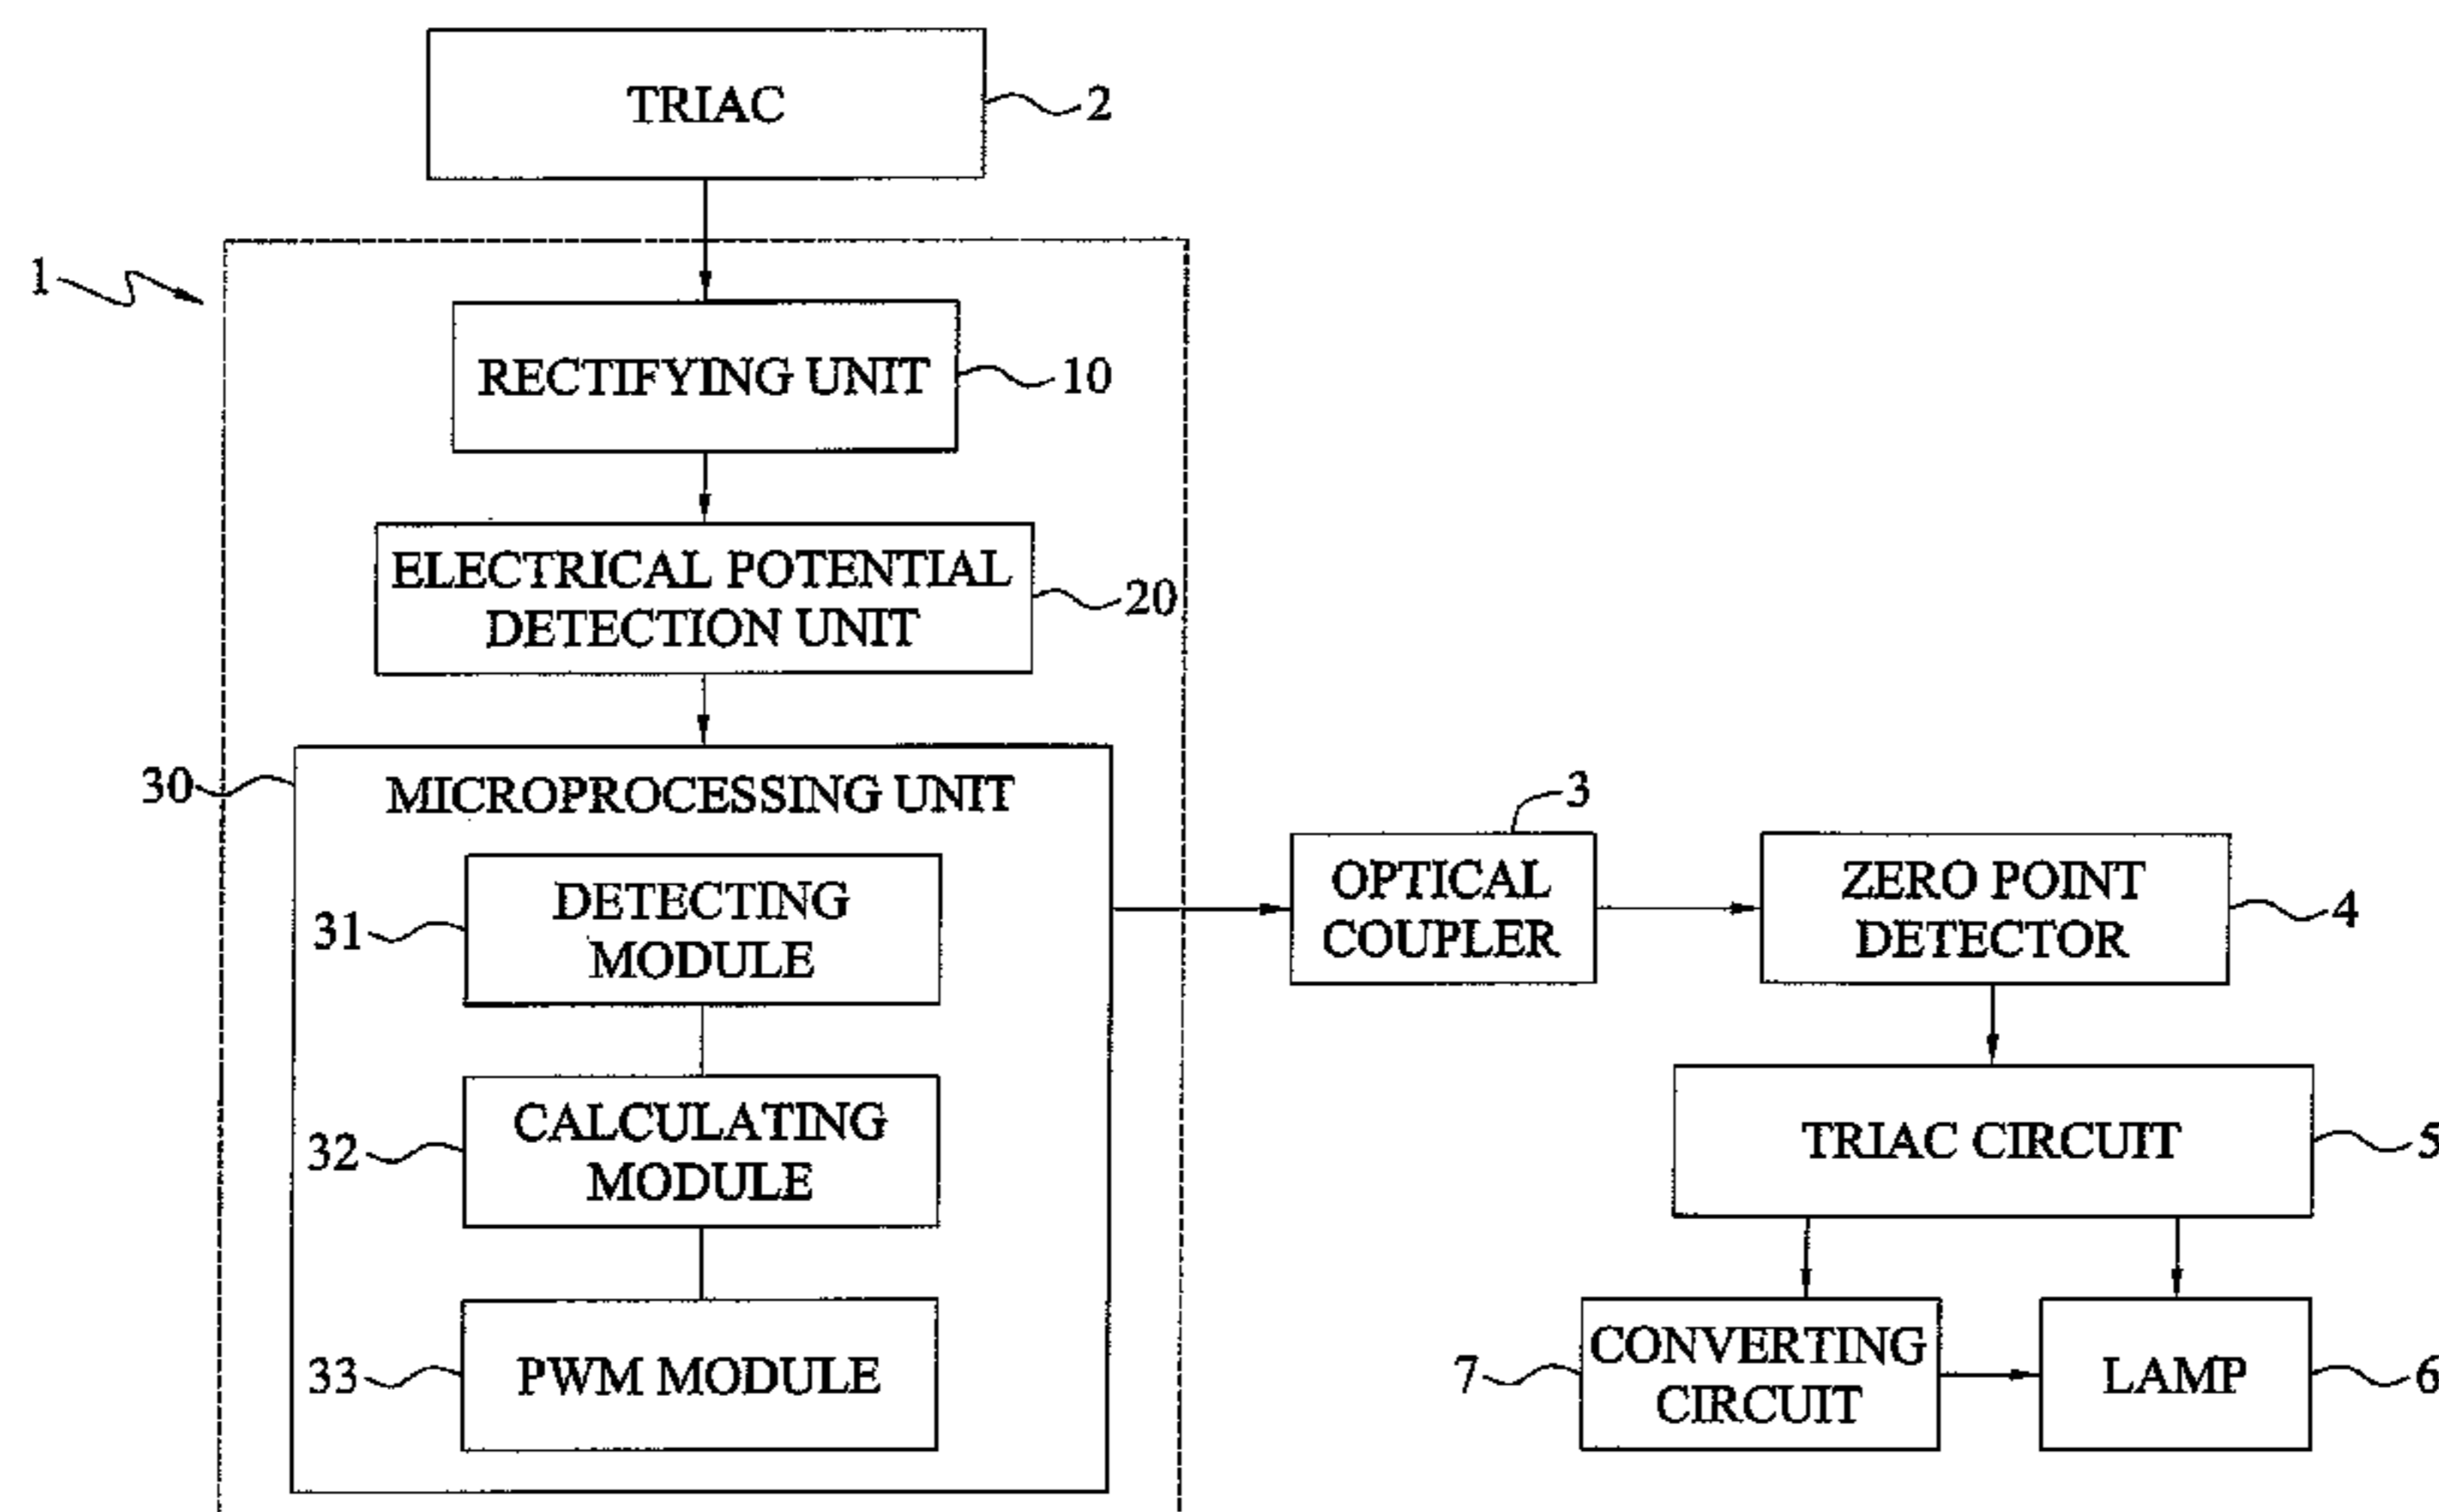 TRIAC
2
1
RECTIFYING UNIT
10
ELECTRICAL POTENTIAL
DETECTION UNIT
20
30
MICROPROCESSING UNIT
DETECTING
MODULE
31
CALCULATING
MODULE
32
PWM MODULE
33
3
OPTICAL
COUPLER
ZERO POINT
DETECTOR
4
TRIAC CIRCUIT
5
7
CONVERTING
CIRCUIT
LAMP
6